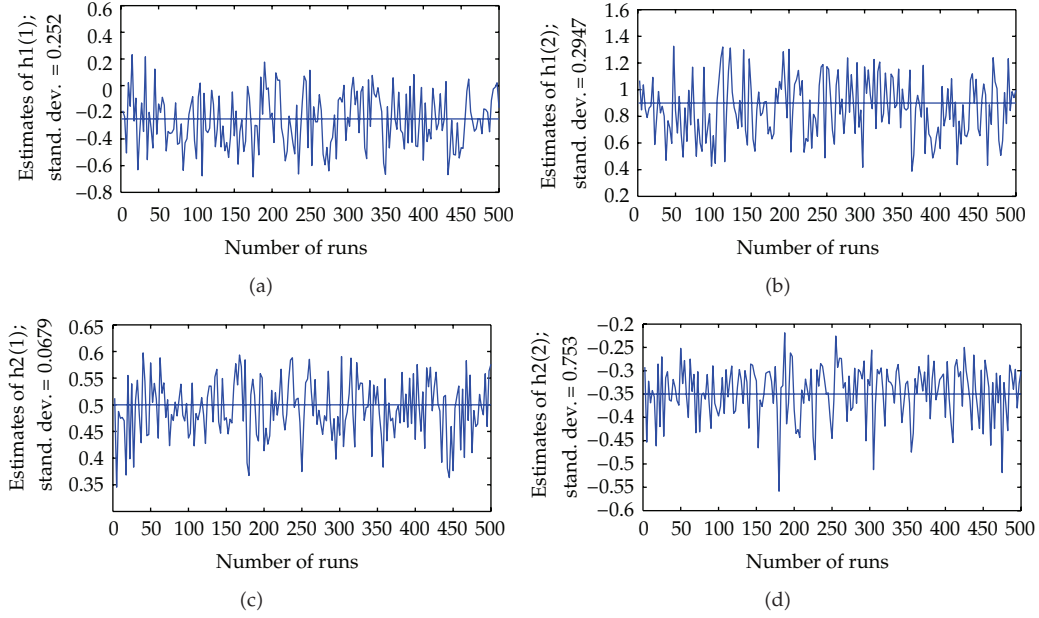 Estimates of h1(1);
stand. dev. = 0.252
0.6
0.4
0.2
0
−0.2
−0.4
−0.6
−0.8
0 50 100 150 200 250 300 350 400 450 500
Number of runs
(a)
Estimates of h1(2);
stand. dev. = 0.2947
1.6
1.4
1.2
1
0.8
0.6
0.4
0.2
0 50 100 150 200 250 300 350 400 450 500
Number of runs
(b)
Estimates of h2(1);
stand. dev. = 0.0679
0.65
0.6
0.55
0.5
0.45
0.4
0.35
0 50 100 150 200 250 300 350 400 450 500
Number of runs
(c)
Estimates of h2(2);
stand. dev. = 0.753
−0.2
−0.25
−0.3
−0.35
−0.4
−0.45
−0.5
−0.55
−0.6
0 50 100 150 200 250 300 350 400 450 500
Number of runs
(d)